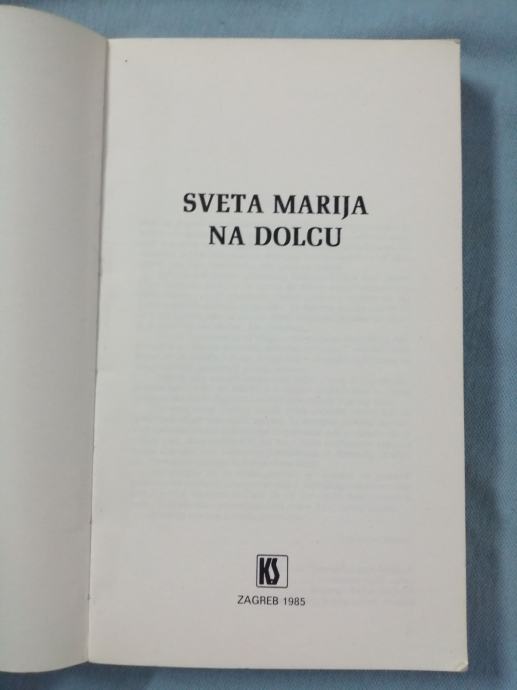 SVETA MARIJA
NA DOLCU
KS
ZAGREB 1985